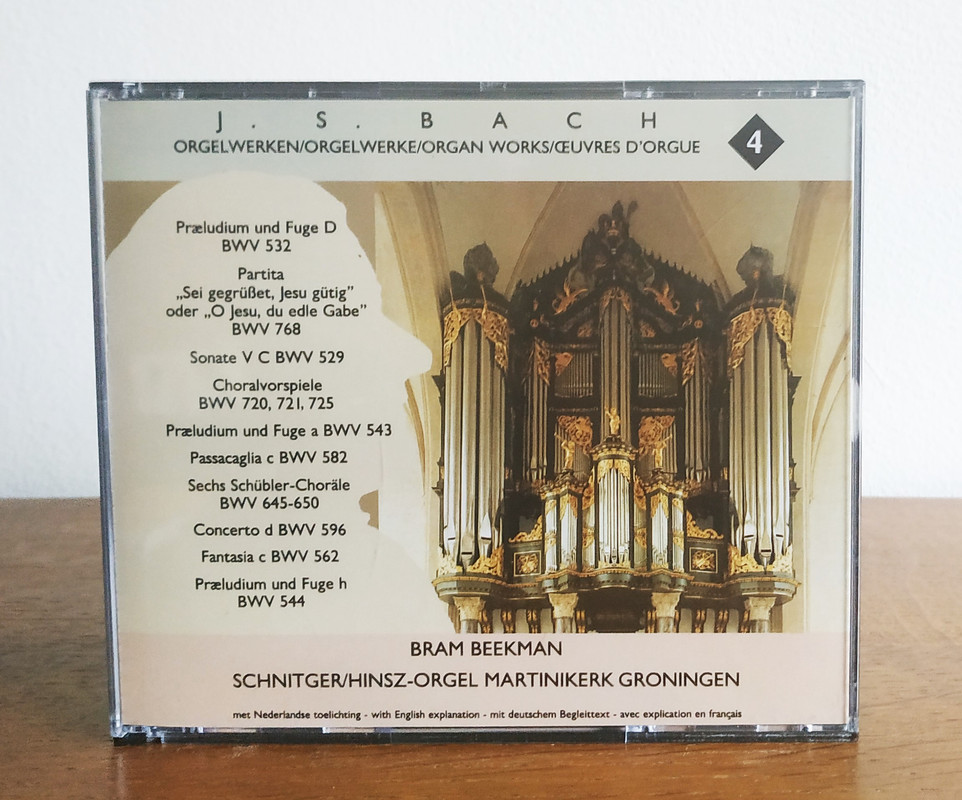 J. S. BACH
ORGELWERKEN/ORGELWERKE/ORGAN WORKS/ŒUVRES D'ORGUE
4
Præludium und Fuge D
BWV 532
Partita
„Sei gegrüßet, Jesu gütig”
oder „O Jesu, du edle Gabe”
BWV 768
Sonate V C BWV 529
Choralvorspiele
BWV 720, 721, 725
Præludium und Fuge a BWV 543
Passacaglia c BWV 582
Sechs Schübler-Choräle
BWV 645-650
Concerto d BWV 596
Fantasia c BWV 562
Præludium und Fuge h
BWV 544
BRAM BEEKMAN
SCHNITGER/HINSZ-ORGEL MARTINIKERK GRONINGEN
met Nederlandse toelichting - with English explanation - mit deutschem Begleittext - avec explication en français